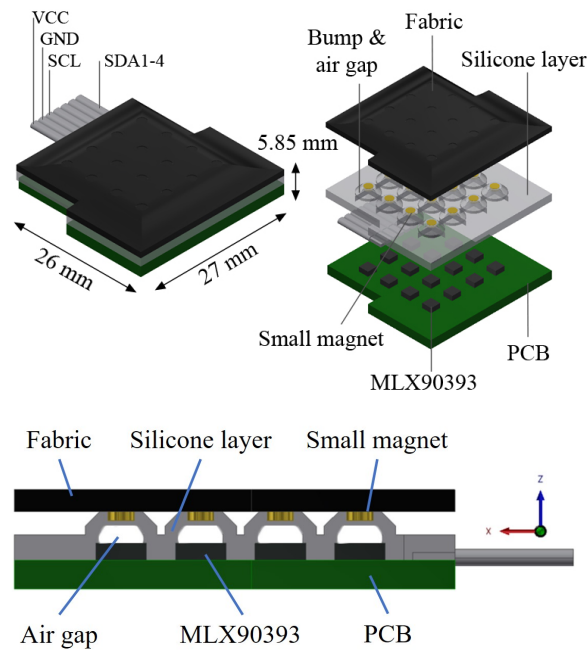 VCC
GND
SCL
SDA1-4
5.85 mm
26 mm
27 mm
Fabric
Bump &
air gap
Silicone layer
Small magnet
PCB
MLX90393
Fabric
Silicone layer
Small magnet
z
x
Air gap
MLX90393
PCB